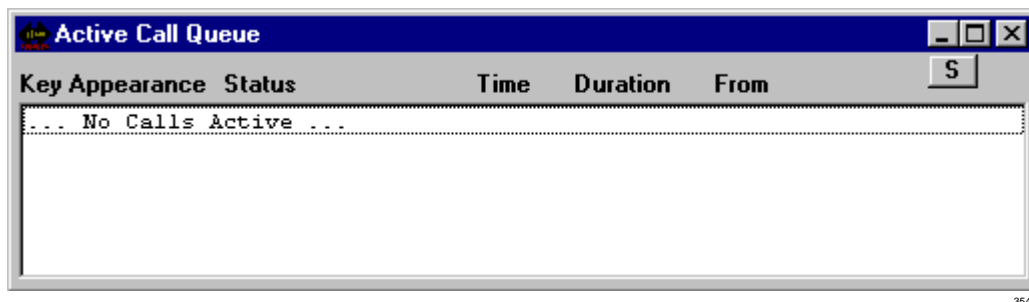 Active Call Queue
S
Key Appearance Status Time Duration From
... No Calls Active ...